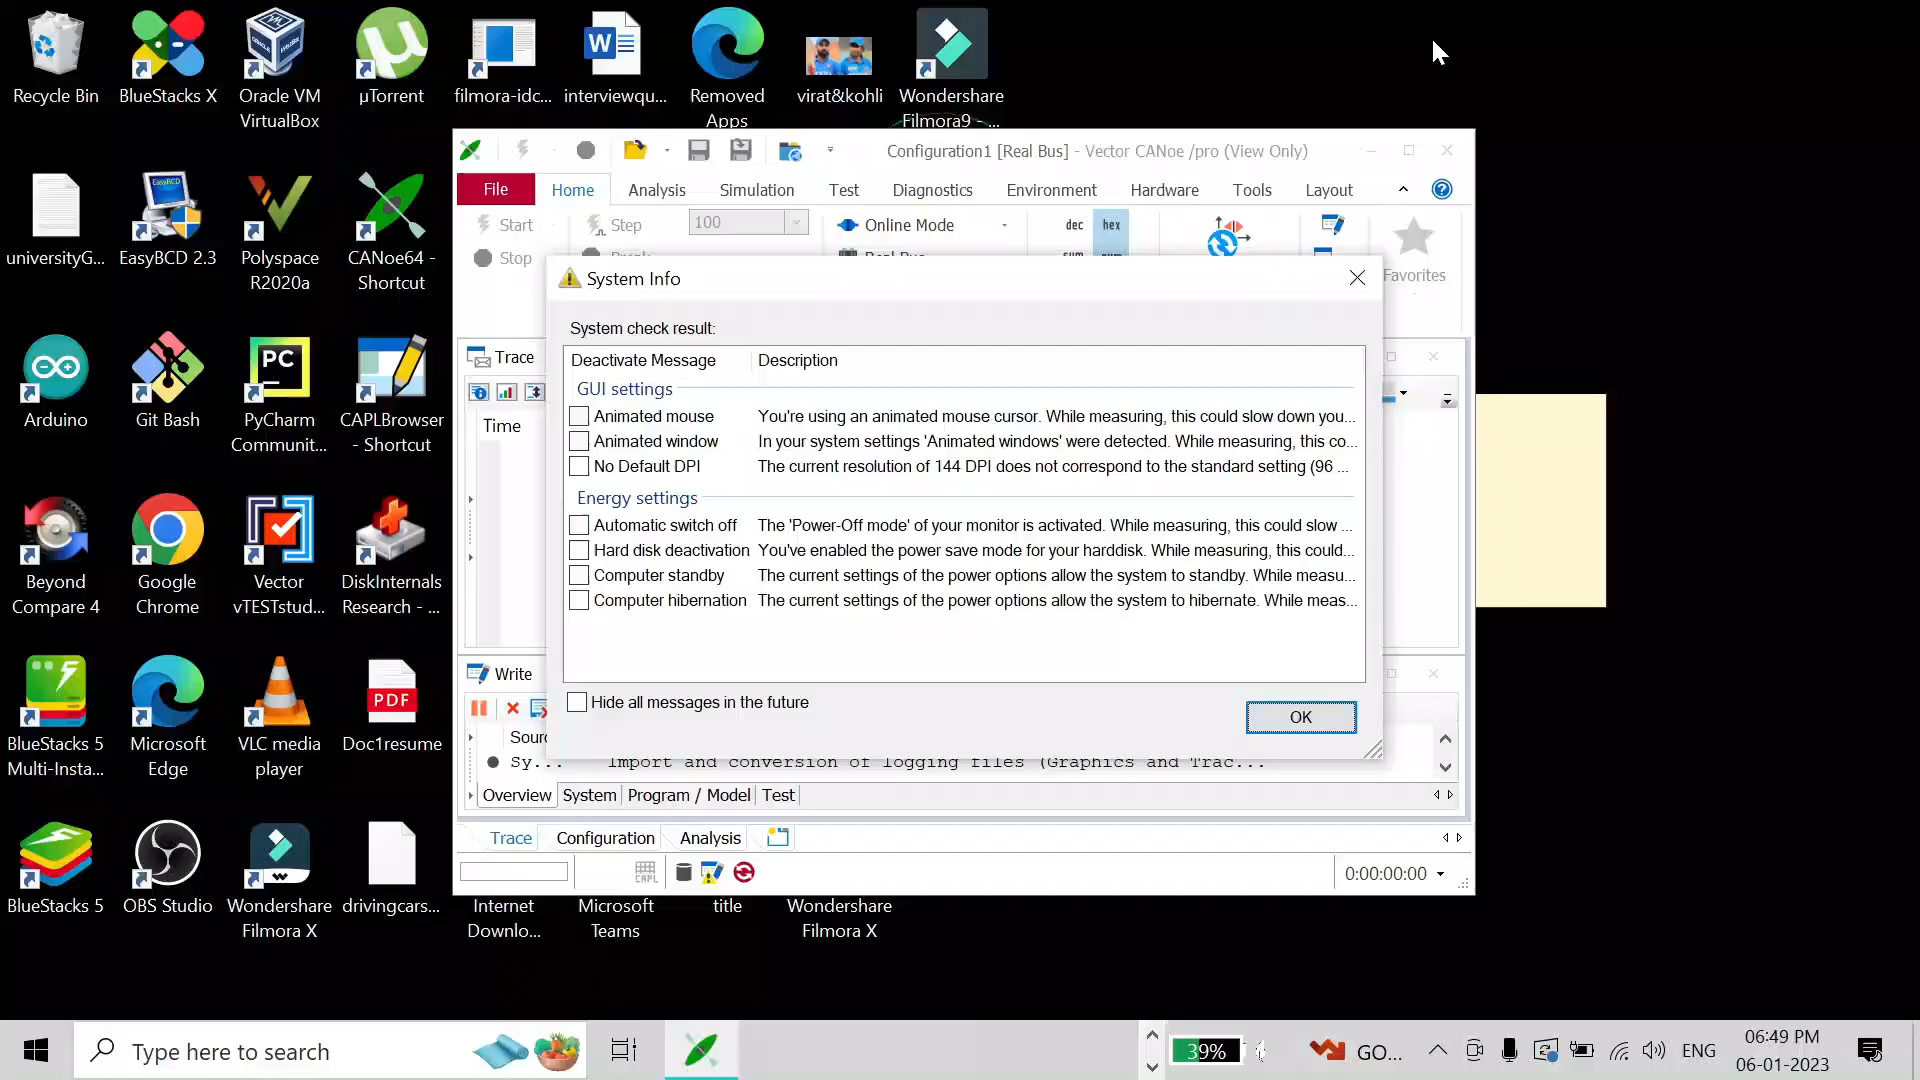 Recycle Bin
BlueStacks X
Oracle VM
VirtualBox
µTorrent
filmora-idc...
interviewqu...
Removed
Apps
virat&kohli
Wondershare
Filmora9 - ...
universityG...
EasyBCD 2.3
Polyspace
R2020a
CANoe64 -
Shortcut
Arduino
Git Bash
PyCharm
Communit...
CAPLBrowser
- Shortcut
Beyond
Compare 4
Google
Chrome
Vector
vTESTstud...
DiskInternals
Research - ...
BlueStacks 5
Multi-Insta...
Microsoft
Edge
VLC media
player
PDF
Doc1resume
BlueStacks 5
OBS Studio
Wondershare
Filmora X
drivingcars...
Internet
Downlo...
Microsoft
Teams
title
Wondershare
Filmora X
Configuration1 [Real Bus] - Vector CANoe /pro (View Only)
File Home Analysis Simulation Test Diagnostics Environment Hardware Tools Layout
Start Step 100 Online Mode dec hex
Stop
Favorites
Trace
Time
System Info
System check result:
Deactivate Message Description
GUI settings
Animated mouse You're using an animated mouse cursor. While measuring, this could slow down you...
Animated window In your system settings 'Animated windows' were detected. While measuring, this co...
No Default DPI The current resolution of 144 DPI does not correspond to the standard setting (96 ...
Energy settings
Automatic switch off The 'Power-Off mode' of your monitor is activated. While measuring, this could slow ...
Hard disk deactivation You've enabled the power save mode for your harddisk. While measuring, this could...
Computer standby The current settings of the power options allow the system to standby. While measu...
Computer hibernation The current settings of the power options allow the system to hibernate. While meas...
Hide all messages in the future
OK
Write
Sy... Import and conversion of logging files (Graphics and Trac...
Overview System Program / Model Test
Trace Configuration Analysis
CAPL
0:00:00:00
Type here to search
39%
GO...
ENG
06:49 PM
06-01-2023